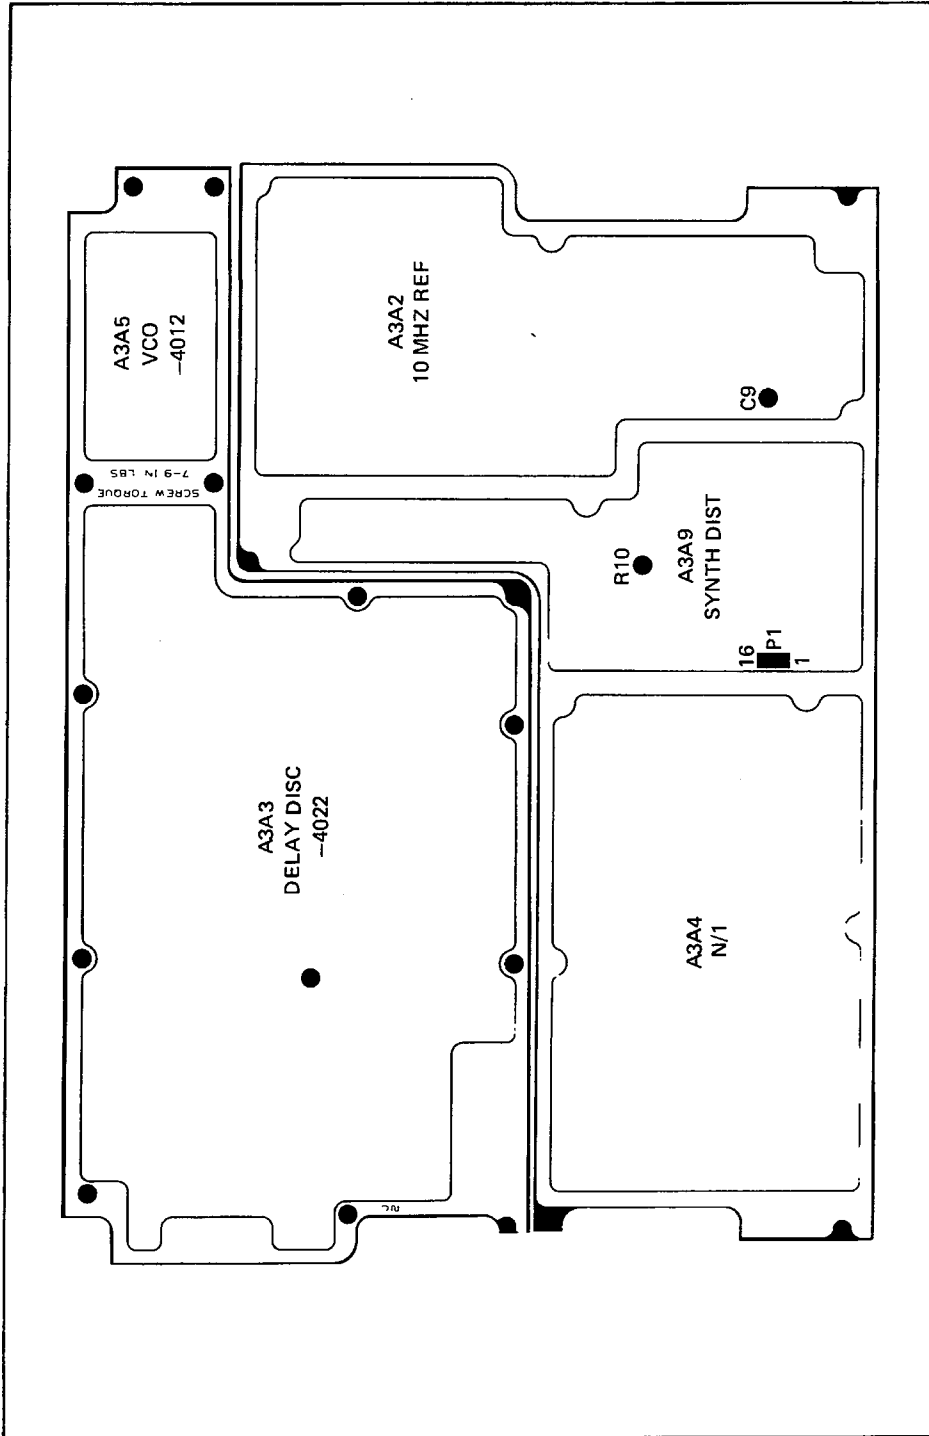 A3A5
VCO
–4012
SCREW TORQUE
7–9 IN LBS
A3A2
10 MHZ REF
C9
A3A3
DELAY DISC
–4022
R10
A3A9
SYNTH DIST
16
P1
1
A3A4
N/1